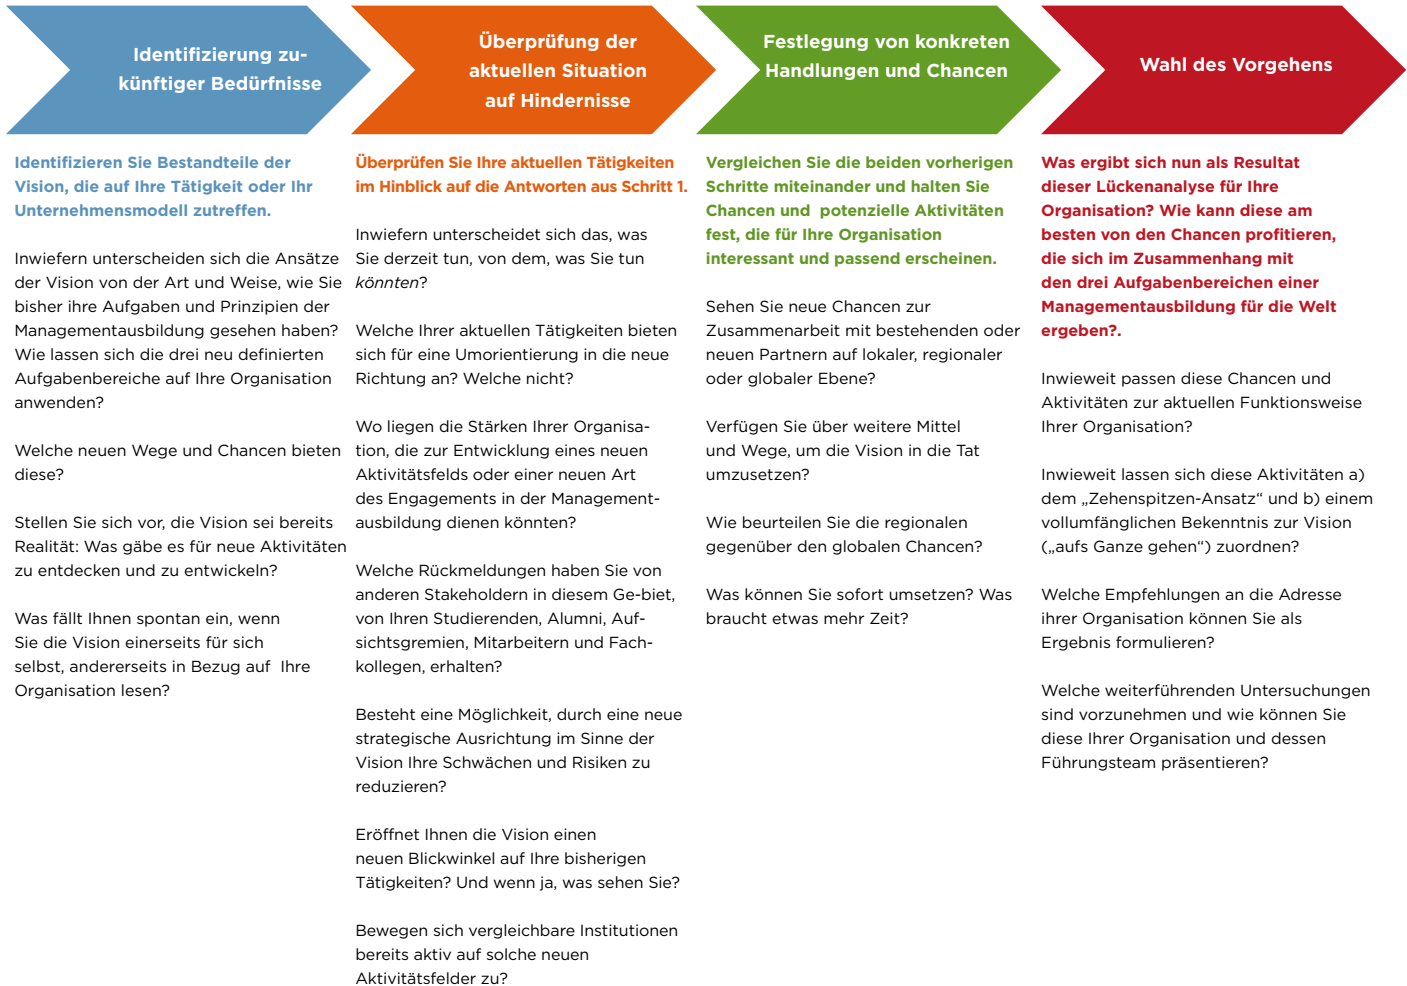 Identifizierung zu-
künftiger Bedürfnisse
Identifizieren Sie Bestandteile der
Vision, die auf Ihre Tätigkeit oder Ihr
Unternehmensmodell zutreffen.
Inwiefern unterscheiden sich die Ansätze
der Vision von der Art und Weise, wie Sie
bisher ihre Aufgaben und Prinzipien der
Managementausbildung gesehen haben?
Wie lassen sich die drei neu definierten
Aufgabenbereiche auf Ihre Organisation
anwenden?
Welche neuen Wege und Chancen bieten
diese?
Stellen Sie sich vor, die Vision sei bereits
Realität: Was gäbe es für neue Aktivitäten
zu entdecken und zu entwickeln?
Was fällt Ihnen spontan ein, wenn
Sie die Vision einerseits für sich
selbst, andererseits in Bezug auf  Ihre
Organisation lesen?
Überprüfung der
aktuellen Situation
auf Hindernisse
Überprüfen Sie Ihre aktuellen Tätigkeiten
im Hinblick auf die Antworten aus Schritt 1.
Inwiefern unterscheidet sich das, was
Sie derzeit tun, von dem, was Sie tun
könnten?
Welche Ihrer aktuellen Tätigkeiten bieten
sich für eine Umorientierung in die neue
Richtung an? Welche nicht?
Wo liegen die Stärken Ihrer Organisa-
tion, die zur Entwicklung eines neuen
Aktivitätsfelds oder einer neuen Art
des Engagements in der Management-
ausbildung dienen könnten?
Welche Rückmeldungen haben Sie von
anderen Stakeholdern in diesem Ge-biet,
von Ihren Studierenden, Alumni, Auf-
sichtsgremien, Mitarbeitern und Fach-
kollegen, erhalten?
Besteht eine Möglichkeit, durch eine neue
strategische Ausrichtung im Sinne der
Vision Ihre Schwächen und Risiken zu
reduzieren?
Eröffnet Ihnen die Vision einen
neuen Blickwinkel auf Ihre bisherigen
Tätigkeiten? Und wenn ja, was sehen Sie?
Bewegen sich vergleichbare Institutionen
bereits aktiv auf solche neuen
Aktivitätsfelder zu?
Festlegung von konkreten
Handlungen und Chancen
Vergleichen Sie die beiden vorherigen
Schritte miteinander und halten Sie
Chancen und  potenzielle Aktivitäten
fest, die für Ihre Organisation
interessant und passend erscheinen.
Sehen Sie neue Chancen zur
Zusammenarbeit mit bestehenden oder
neuen Partnern auf lokaler, regionaler
oder globaler Ebene?
Verfügen Sie über weitere Mittel
und Wege, um die Vision in die Tat
umzusetzen?
Wie beurteilen Sie die regionalen
gegenüber den globalen Chancen?
Was können Sie sofort umsetzen? Was
braucht etwas mehr Zeit?
Wahl des Vorgehens
Was ergibt sich nun als Resultat
dieser Lückenanalyse für Ihre
Organisation? Wie kann diese am
besten von den Chancen profitieren,
die sich im Zusammenhang mit
den drei Aufgabenbereichen einer
Managementausbildung für die Welt
ergeben?.
Inwieweit passen diese Chancen und
Aktivitäten zur aktuellen Funktionsweise
Ihrer Organisation?
Inwieweit lassen sich diese Aktivitäten a)
dem „Zehenspitzen-Ansatz“ und b) einem
vollumfänglichen Bekenntnis zur Vision
(„aufs Ganze gehen“) zuordnen?
Welche Empfehlungen an die Adresse
ihrer Organisation können Sie als
Ergebnis formulieren?
Welche weiterführenden Untersuchungen
sind vorzunehmen und wie können Sie
diese Ihrer Organisation und dessen
Führungsteam präsentieren?